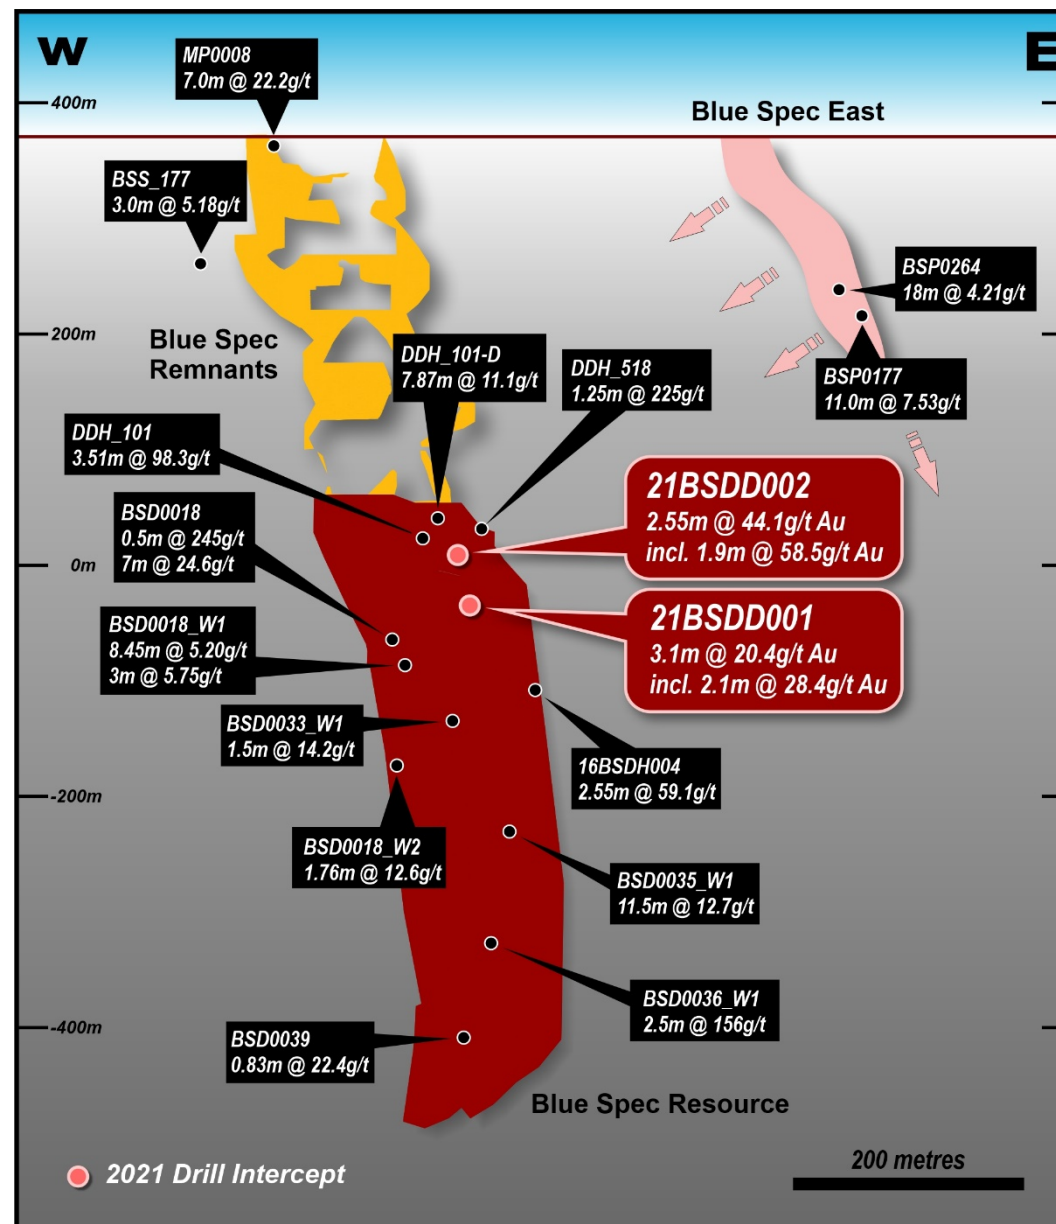 W
E
MP0008
7.0m @ 22.2g/t
400m
Blue Spec East
BSS_177
3.0m @ 5.18g/t
BSP0264
18m @ 4.21g/t
200m
Blue Spec
Remnants
DDH_101-D
7.87m @ 11.1g/t
DDH_518
1.25m @ 225g/t
BSP0177
11.0m @ 7.53g/t
DDH_101
3.51m @ 98.3g/t
21BSDD002
2.55m @ 44.1g/t Au
incl. 1.9m @ 58.5g/t Au
BSD0018
0.5m @ 245g/t
7m @ 24.6g/t
0m
21BSDD001
3.1m @ 20.4g/t Au
incl. 2.1m @ 28.4g/t Au
BSD0018_W1
8.45m @ 5.20g/t
3m @ 5.75g/t
BSD0033_W1
1.5m @ 14.2g/t
16BSDH004
2.55m @ 59.1g/t
-200m
BSD0018_W2
1.76m @ 12.6g/t
BSD0035_W1
11.5m @ 12.7g/t
BSD0036_W1
2.5m @ 156g/t
-400m
BSD0039
0.83m @ 22.4g/t
Blue Spec Resource
2021 Drill Intercept
200 metres